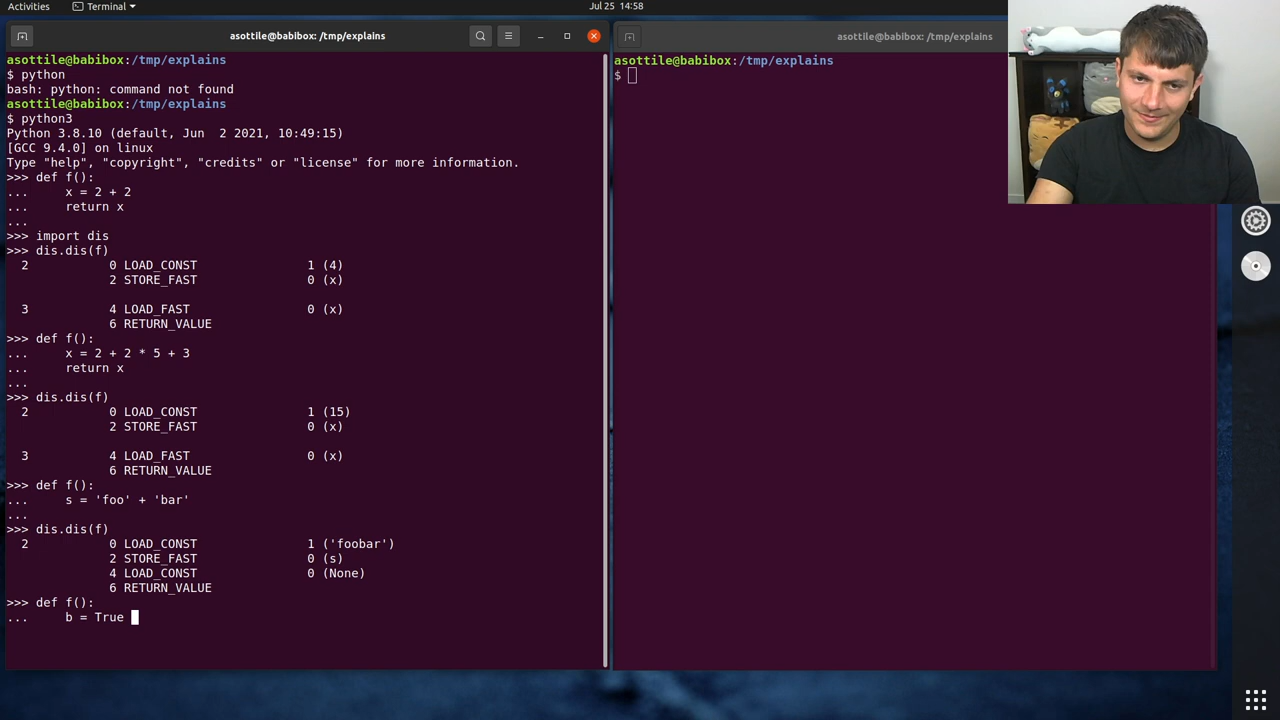 Activities Terminal Jul 25 14:58
asottile@babibox: /tmp/explains
asottile@babibox:/tmp/explains
$ python
bash: python: command not found
asottile@babibox:/tmp/explains
$ python3
Python 3.8.10 (default, Jun  2 2021, 10:49:15)
[GCC 9.4.0] on linux
Type "help", "copyright", "credits" or "license" for more information.
>>> def f():
...     x = 2 + 2
...     return x
...
>>> import dis
>>> dis.dis(f)
  2           0 LOAD_CONST               1 (4)
              2 STORE_FAST               0 (x)
  3           4 LOAD_FAST                0 (x)
              6 RETURN_VALUE
>>> def f():
...     x = 2 + 2 * 5 + 3
...     return x
...
>>> dis.dis(f)
  2           0 LOAD_CONST               1 (15)
              2 STORE_FAST               0 (x)
  3           4 LOAD_FAST                0 (x)
              6 RETURN_VALUE
>>> def f():
...     s = 'foo' + 'bar'
...
>>> dis.dis(f)
  2           0 LOAD_CONST               1 ('foobar')
              2 STORE_FAST               0 (s)
              4 LOAD_CONST               0 (None)
              6 RETURN_VALUE
>>> def f():
...     b = True
asottile@babibox: /tmp/explains
asottile@babibox:/tmp/explains
$